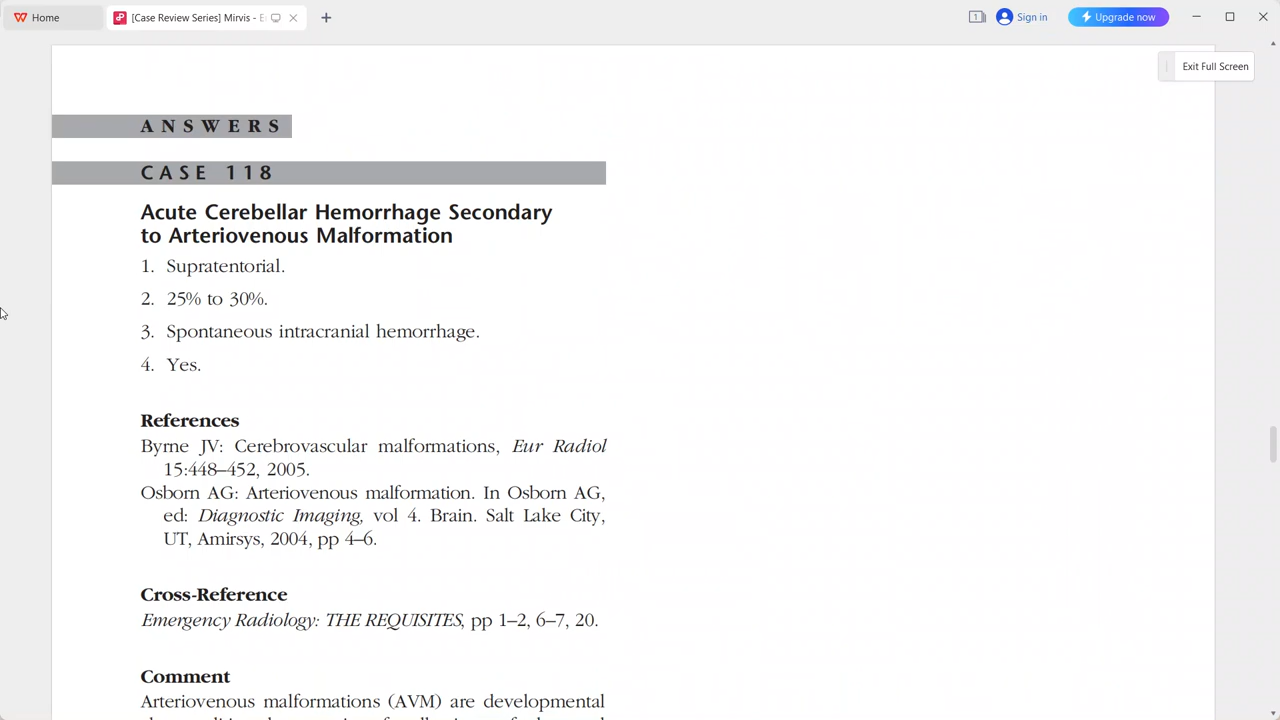 Home
[Case Review Series] Mirvis - E
1
Sign in
Upgrade now
Exit Full Screen
ANSWERS
CASE 118
Acute Cerebellar Hemorrhage Secondary
to Arteriovenous Malformation
1. Supratentorial.
2. 25% to 30%.
3. Spontaneous intracranial hemorrhage.
4. Yes.
References
Byrne JV: Cerebrovascular malformations, Eur Radiol
15:448–452, 2005.
Osborn AG: Arteriovenous malformation. In Osborn AG,
ed: Diagnostic Imaging, vol 4. Brain. Salt Lake City,
UT, Amirsys, 2004, pp 4–6.
Cross-Reference
Emergency Radiology: THE REQUISITES, pp 1–2, 6–7, 20.
Comment
Arteriovenous malformations (AVM) are developmental